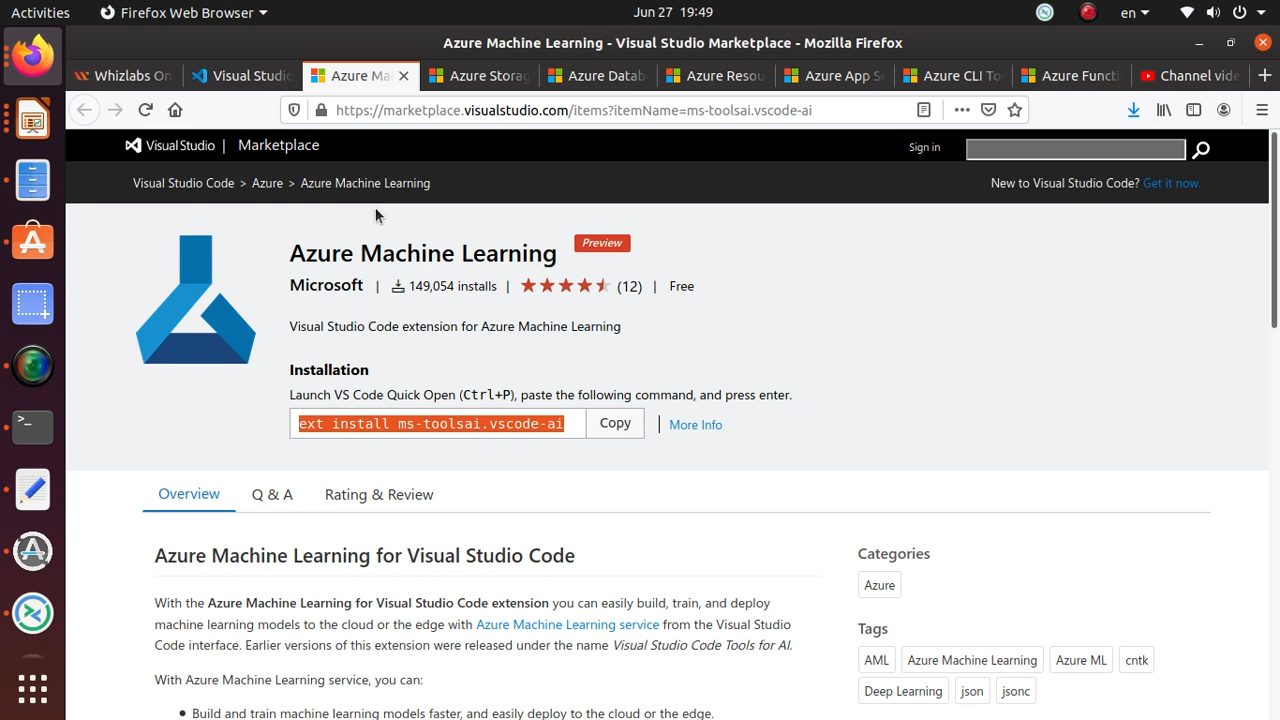 Activities
Firefox Web Browser
Jun 27 19:49
en
Azure Machine Learning - Visual Studio Marketplace - Mozilla Firefox
Whizlabs On
Visual Studi
Azure Ma
Azure Stora
Azure Datab
Azure Resou
Azure App S
Azure CLI To
Azure Functi
Channel vide
https://marketplace.visualstudio.com/items?itemName=ms-toolsai.vscode-ai
Visual Studio | Marketplace
Sign in
Visual Studio Code > Azure > Azure Machine Learning
New to Visual Studio Code? Get it now.
Azure Machine Learning
Preview
Microsoft | 149,054 installs | (12) | Free
Visual Studio Code extension for Azure Machine Learning
Installation
Launch VS Code Quick Open (Ctrl+P), paste the following command, and press enter.
ext install ms-toolsai.vscode-ai
Copy
More Info
Overview
Q & A
Rating & Review
Azure Machine Learning for Visual Studio Code
With the Azure Machine Learning for Visual Studio Code extension you can easily build, train, and deploy
machine learning models to the cloud or the edge with Azure Machine Learning service from the Visual Studio
Code interface. Earlier versions of this extension were released under the name Visual Studio Code Tools for AI.
With Azure Machine Learning service, you can:
• Build and train machine learning models faster, and easily deploy to the cloud or the edge.
Categories
Azure
Tags
AML
Azure Machine Learning
Azure ML
cntk
Deep Learning
json
jsonc